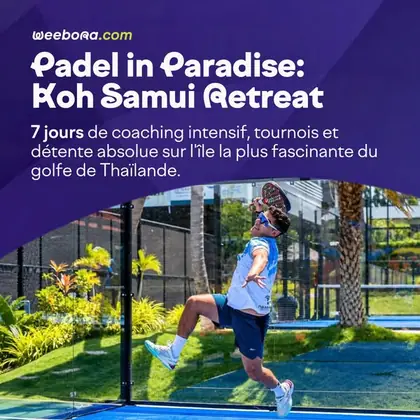 weebora.com
Padel in Paradise:
Koh Samui Retreat
7 jours de coaching intensif, tournois et
détente absolue sur l'île la plus fascinante du
golfe de Thaïlande.